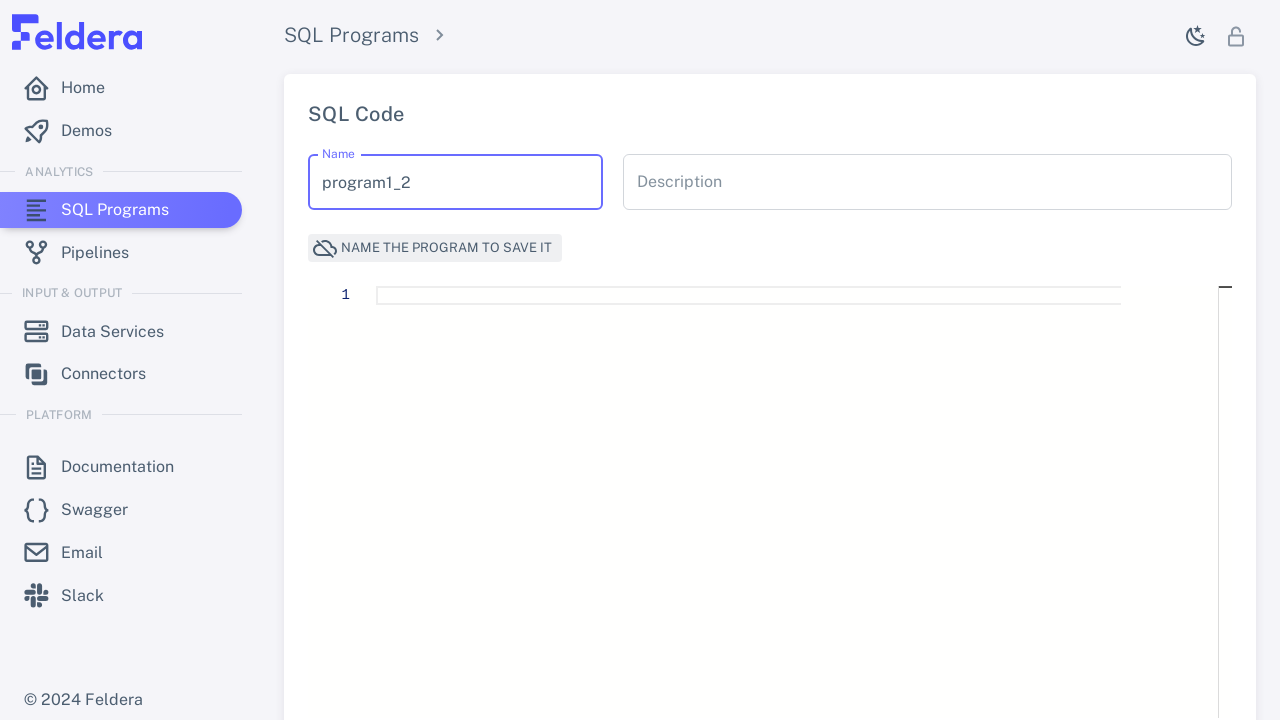 Feldera
Home
Demos
ANALYTICS
SQL Programs
Pipelines
INPUT & OUTPUT
Data Services
Connectors
PLATFORM
Documentation
Swagger
Email
Slack
© 2024 Feldera
SQL Programs
SQL Code
Name
program1_2
Description
NAME THE PROGRAM TO SAVE IT
1